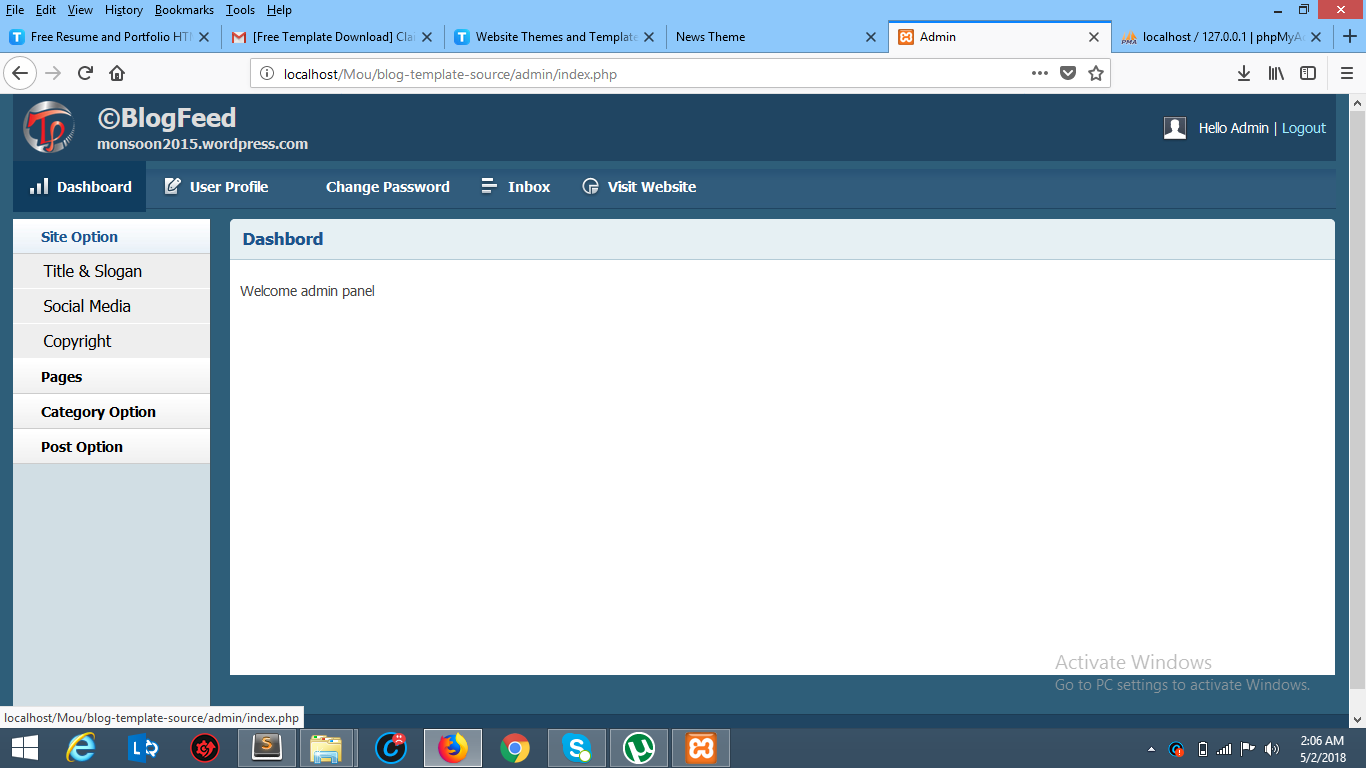 File Edit View History Bookmarks Tools Help
Free Resume and Portfolio HTM
[Free Template Download] Clai
Website Themes and Template
News Theme
Admin
localhost / 127.0.0.1 | phpMyAd
localhost/Mou/blog-template-source/admin/index.php
©BlogFeed
monsoon2015.wordpress.com
Hello Admin | Logout
Dashboard User Profile Change Password Inbox Visit Website
Site Option
Title & Slogan
Social Media
Copyright
Pages
Category Option
Post Option
Dashbord
Welcome admin panel
Activate Windows
Go to PC settings to activate Windows.
localhost/Mou/blog-template-source/admin/index.php
2:06 AM
5/2/2018